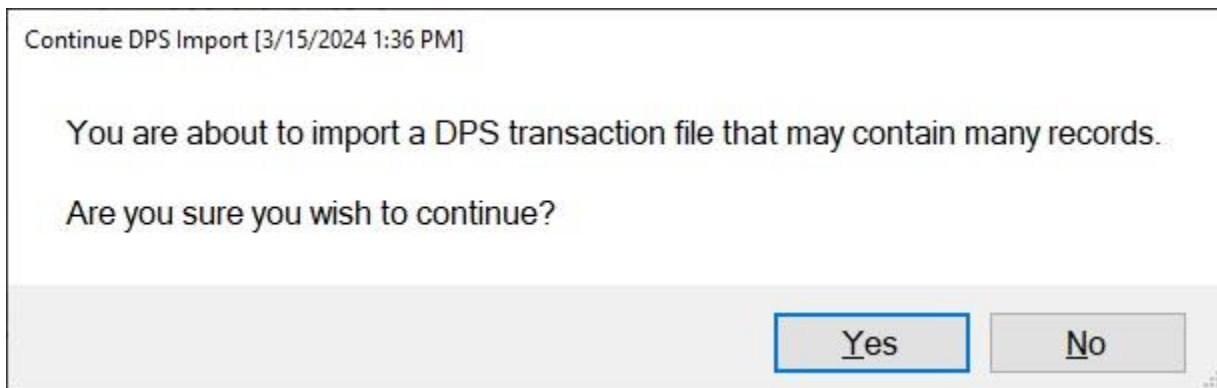 Continue DPS Import [3/15/2024 1:36 PM]
You are about to import a DPS transaction file that may contain many records.
Are you sure you wish to continue?
Yes No